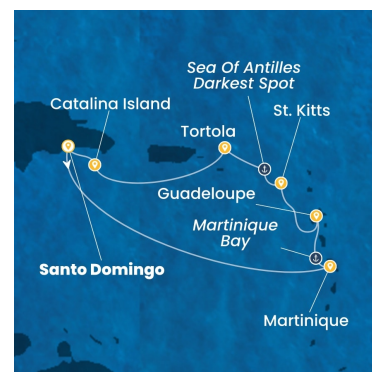 Sea Of Antilles
Darkest Spot
Catalina Island
St. Kitts
Tortola
Guadeloupe
Martinique
Bay
Santo Domingo
Martinique